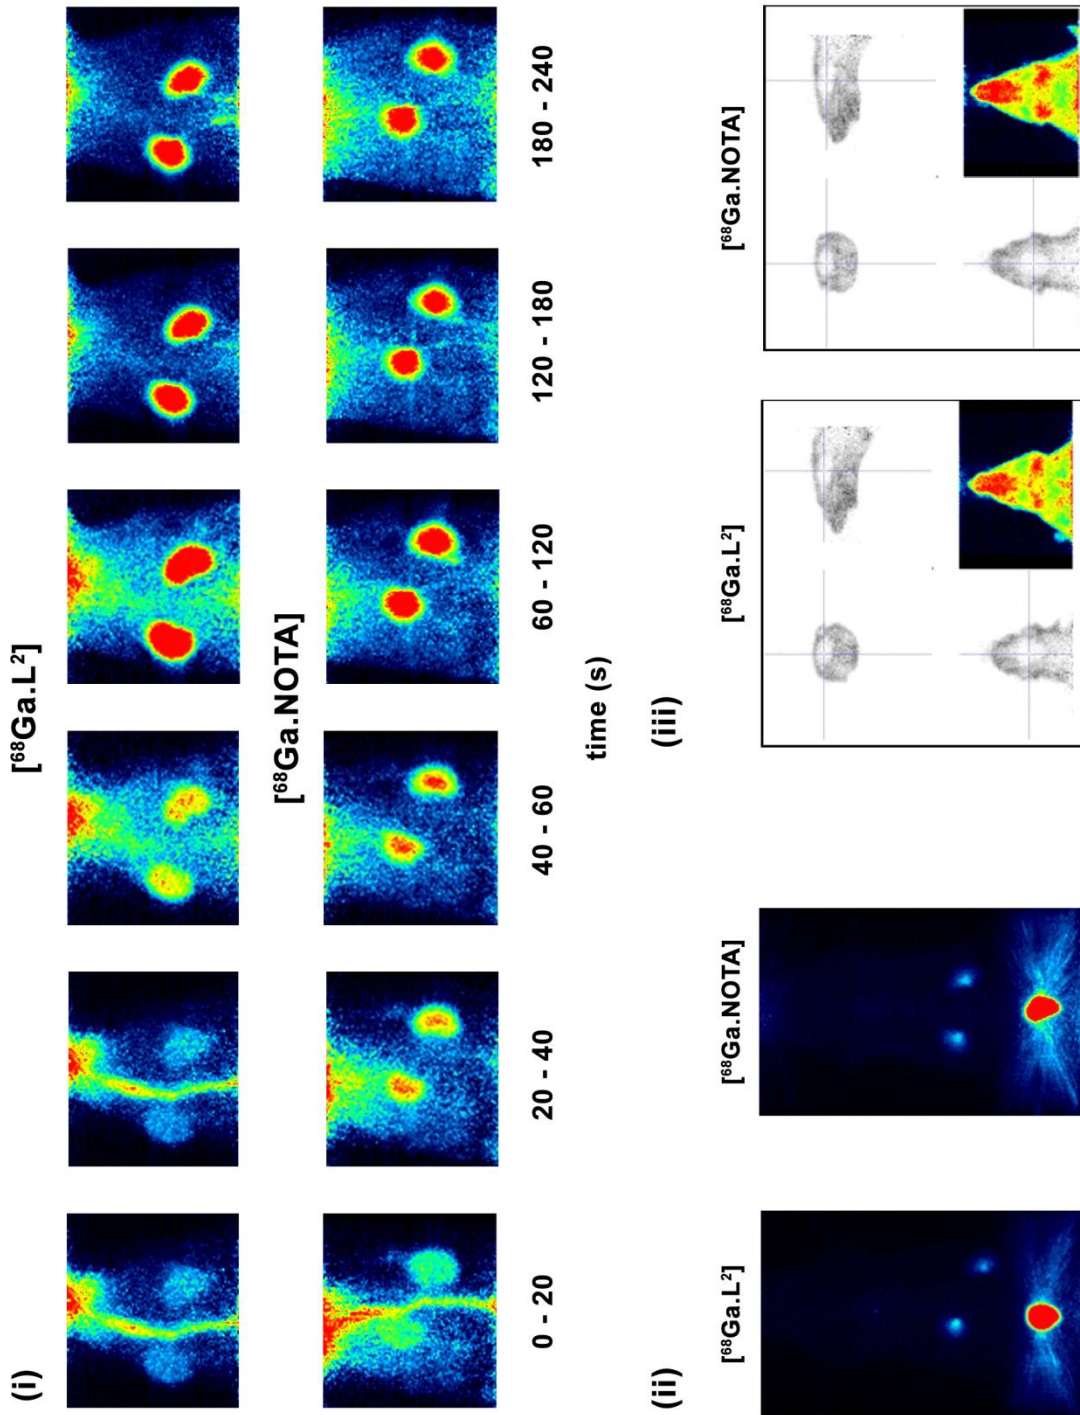 (i)
[⁶⁸Ga.L²]
[⁶⁸Ga.NOTA]
0 - 20
20 - 40
40 - 60
60 - 120
120 - 180
180 - 240
time (s)
(ii)
[⁶⁸Ga.L²]
[⁶⁸Ga.NOTA]
(iii)
[⁶⁸Ga.L²]
[⁶⁸Ga.NOTA]